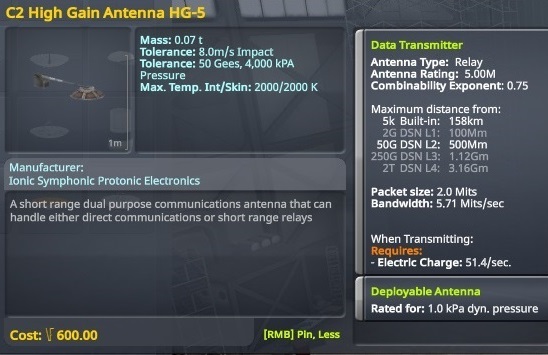 C2 High Gain Antenna HG-5
Mass: 0.07 t
Tolerance: 8.0m/s Impact
Tolerance: 50 Gees, 4,000 kPA
Pressure
Max. Temp. Int/Skin: 2000/2000 K
1m
Manufacturer:
Ionic Symphonic Protonic Electronics
A short range dual purpose communications antenna that can
handle either direct communications or short range relays
Cost: 600.00
[RMB] Pin, Less
Data Transmitter
Antenna Type: Relay
Antenna Rating: 5.00M
Combinability Exponent: 0.75
Maximum distance from:
5k Built-in: 158km
2G DSN L1: 100Mm
50G DSN L2: 500Mm
250G DSN L3: 1.12Gm
2T DSN L4: 3.16Gm
Packet size: 2.0 Mits
Bandwidth: 5.71 Mits/sec
When Transmitting:
Requires:
- Electric Charge: 51.4/sec.
Deployable Antenna
Rated for: 1.0 kPa dyn. pressure